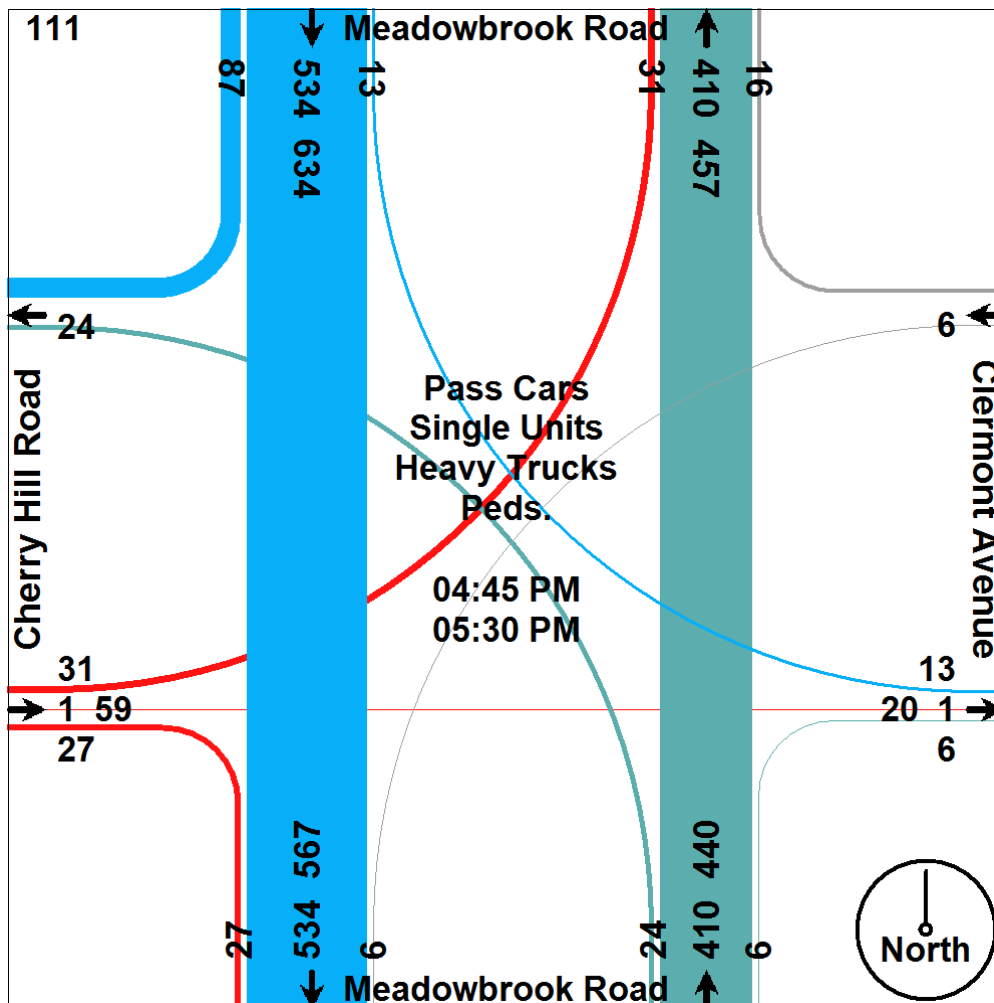 111
Meadowbrook Road
87
534 634
13
31
410 457
16
24
6
Cherry Hill Road
Clermont Avenue
Pass Cars
Single Units
Heavy Trucks
Peds.
04:45 PM
05:30 PM
31
1 59
27
13
20 1
6
27
534 567
6
24
410 440
6
North
Meadowbrook Road